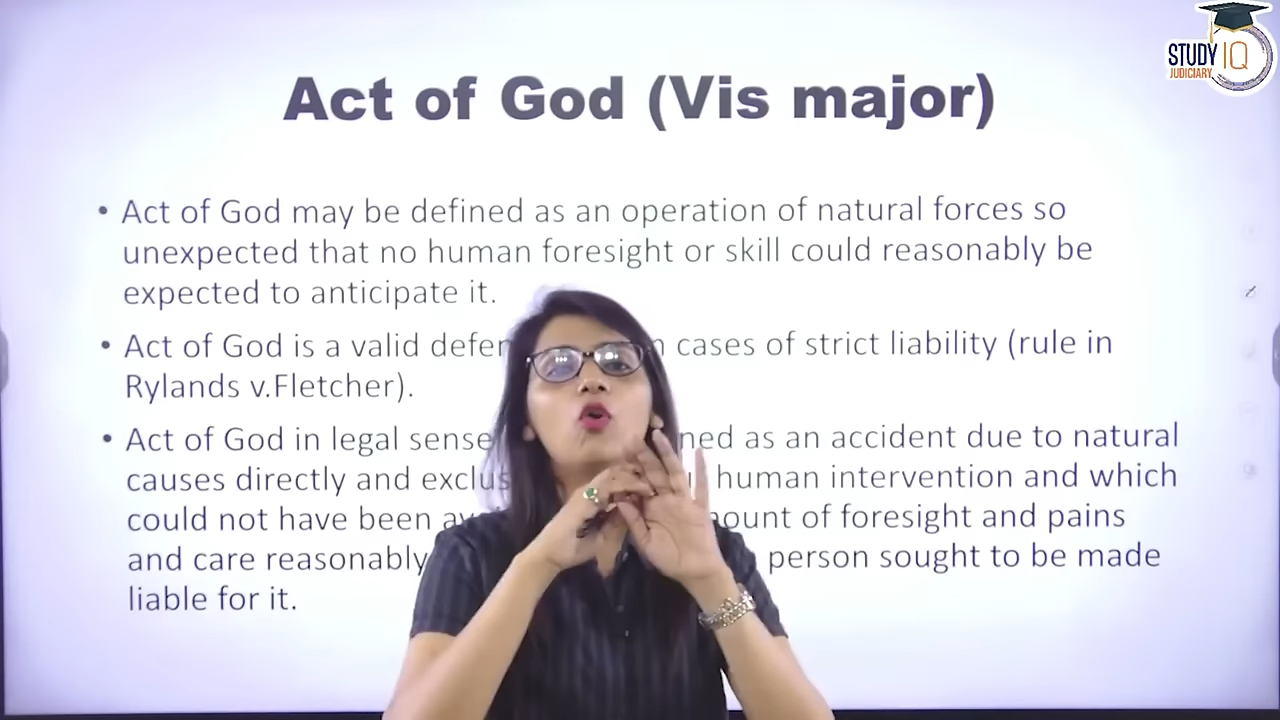 STUDY IQ
JUDICIARY
Act of God (Vis major)
• Act of God may be defined as an operation of natural forces so
unexpected that no human foresight or skill could reasonably be
expected to anticipate it.
• Act of God is a valid cases of strict liability (rule in
Rylands v.Fletcher).
• Act of God in legal sense as an accident due to natural
causes directly and human intervention and which
could not have been of foresight and pains
and care reasonably person sought to be made
liable for it.